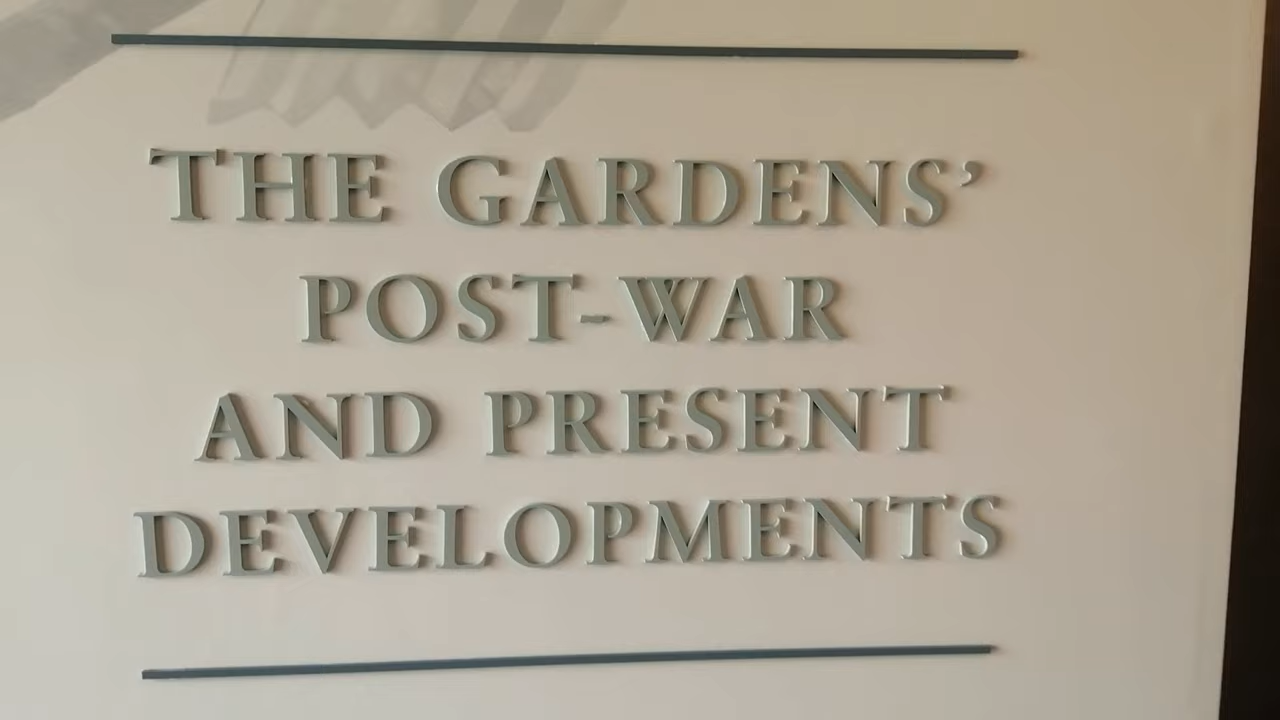 THE GARDENS’
POST-WAR
AND PRESENT
DEVELOPMENTS